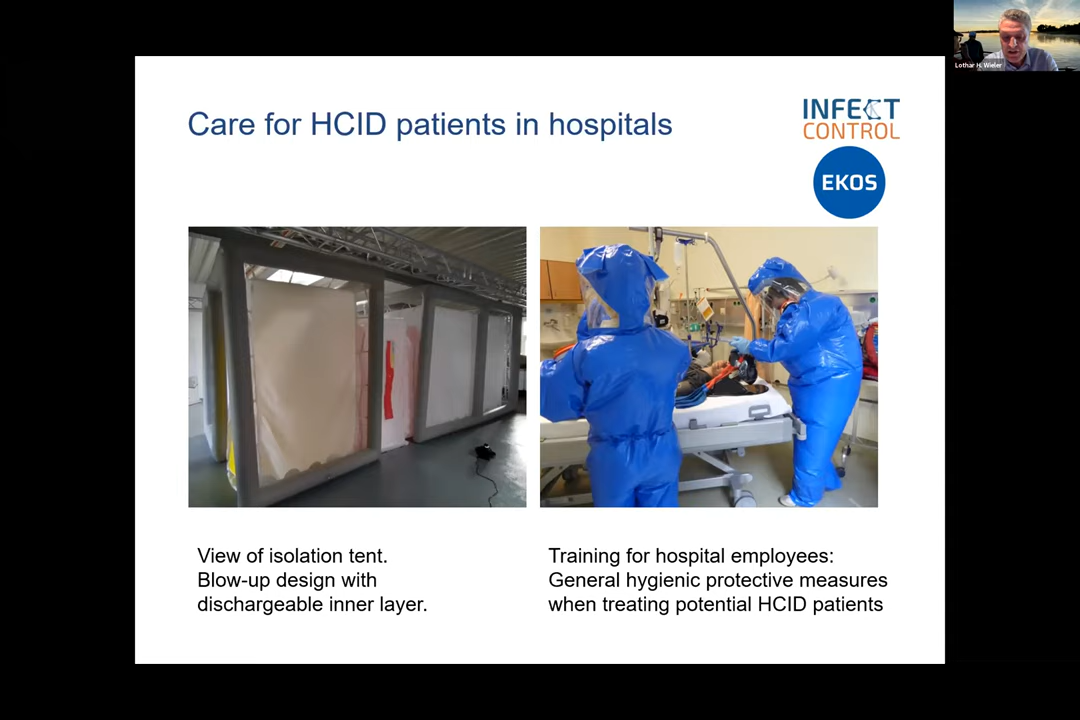 Care for HCID patients in hospitals
INFECT
CONTROL
EKOS
Lothar H. Wieler
View of isolation tent.
Blow-up design with
dischargeable inner layer.
Training for hospital employees:
General hygienic protective measures
when treating potential HCID patients